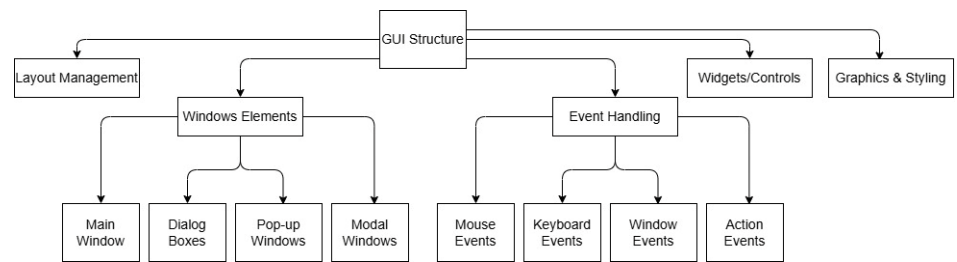 GUI Structure
Layout Management
Widgets/Controls
Graphics & Styling
Windows Elements
Event Handling
Main
Window
Dialog
Boxes
Pop-up
Windows
Modal
Windows
Mouse
Events
Keyboard
Events
Window
Events
Action
Events